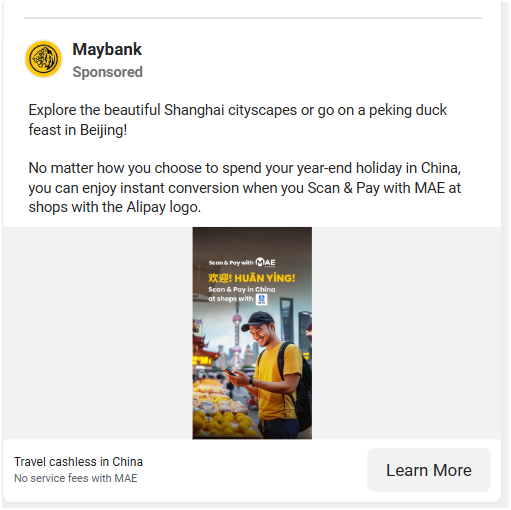 Maybank
Sponsored
Explore the beautiful Shanghai cityscapes or go on a peking duck
feast in Beijing!
No matter how you choose to spend your year-end holiday in China,
you can enjoy instant conversion when you Scan & Pay with MAE at
shops with the Alipay logo.
Scan & Pay with MAE
欢迎! HUĀN YÍNG!
Scan & Pay in China
at shops with
Travel cashless in China
No service fees with MAE
Learn More